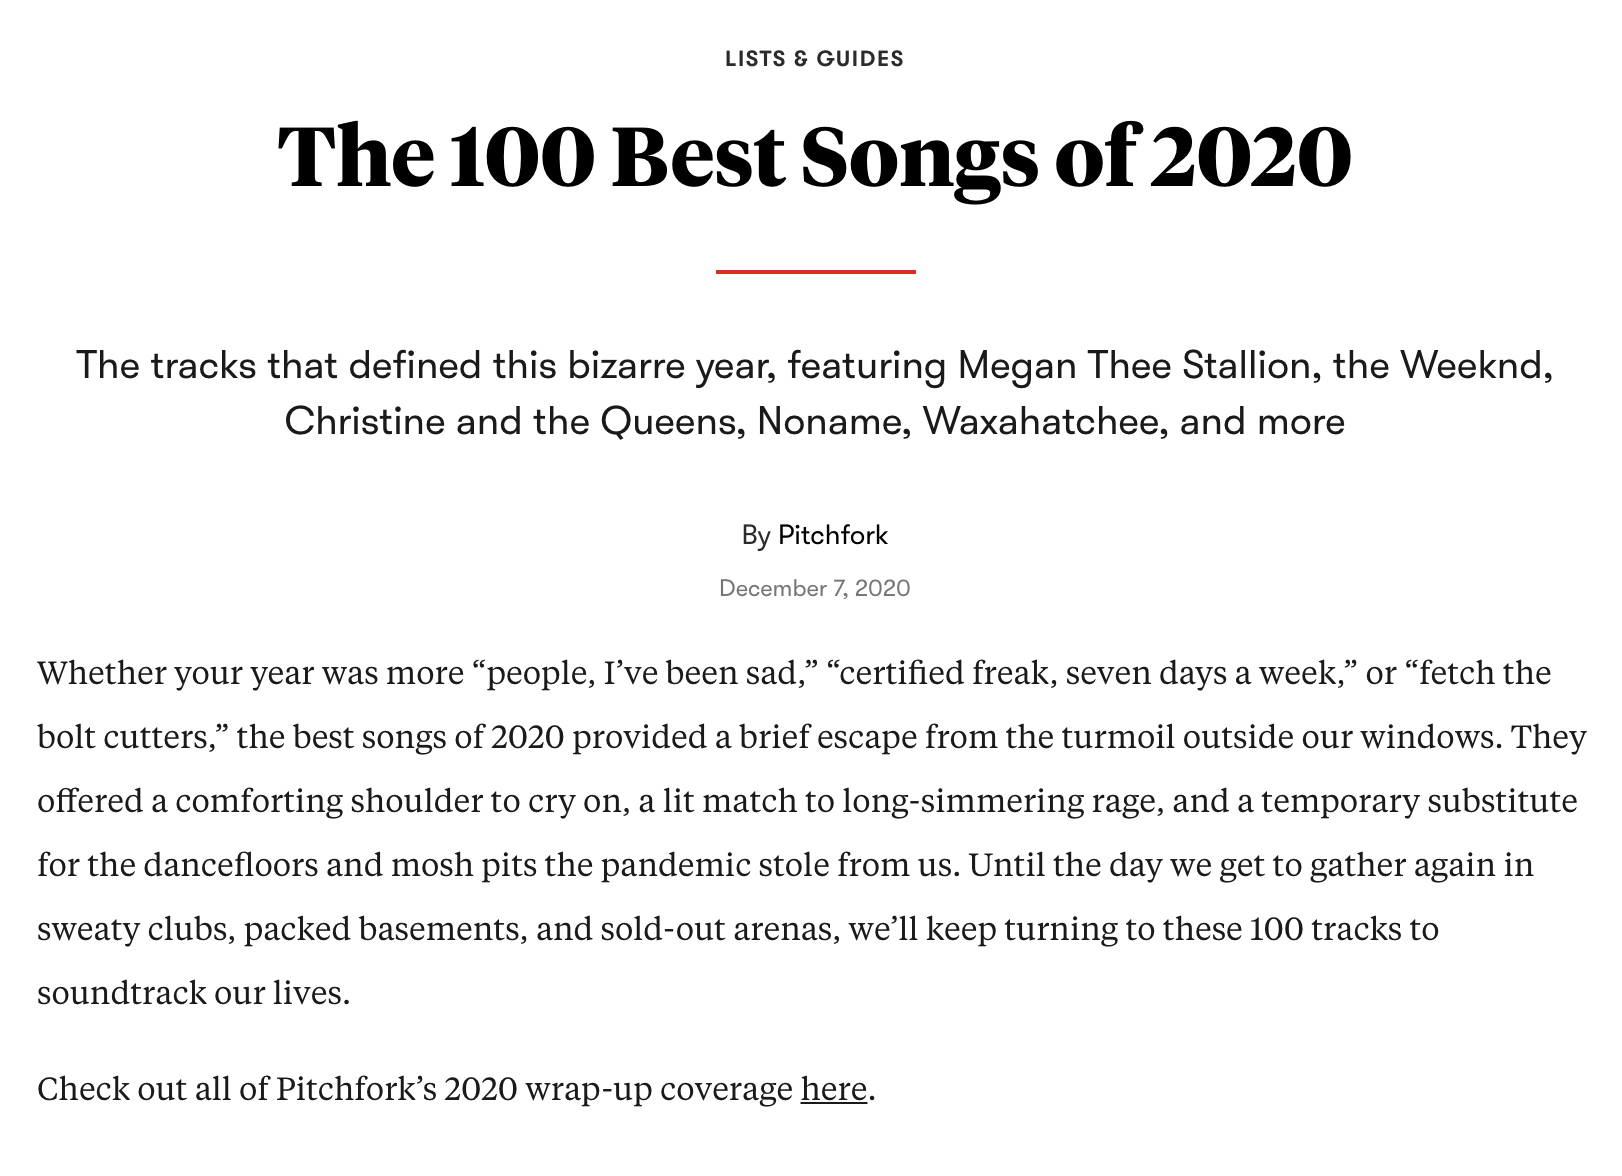 LISTS & GUIDES
The 100 Best Songs of 2020
The tracks that defined this bizarre year, featuring Megan Thee Stallion, the Weeknd,
Christine and the Queens, Noname, Waxahatchee, and more
By Pitchfork
December 7, 2020
Whether your year was more “people, I’ve been sad,” “certified freak, seven days a week,” or “fetch the
bolt cutters,” the best songs of 2020 provided a brief escape from the turmoil outside our windows. They
offered a comforting shoulder to cry on, a lit match to long-simmering rage, and a temporary substitute
for the dancefloors and mosh pits the pandemic stole from us. Until the day we get to gather again in
sweaty clubs, packed basements, and sold-out arenas, we’ll keep turning to these 100 tracks to
soundtrack our lives.
Check out all of Pitchfork’s 2020 wrap-up coverage here.